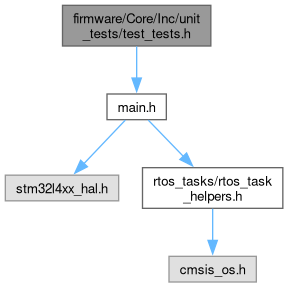 firmware/Core/Inc/unit
_tests/test_tests.h
main.h
stm32l4xx_hal.h
rtos_tasks/rtos_task
_helpers.h
cmsis_os.h